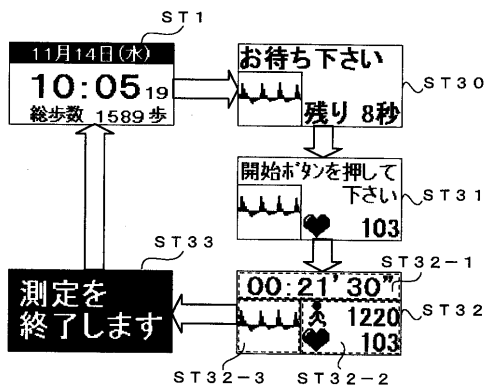 ST1
11月14日(水)
10:05 19
総歩数 1589 歩
お待ち下さい
残り 8秒
ST30
開始ボタンを押して
下さい
103
ST31
ST33
ST32-1
00:21'30"
測定を
終了します
1220
103
ST32
ST32-3
ST32-2